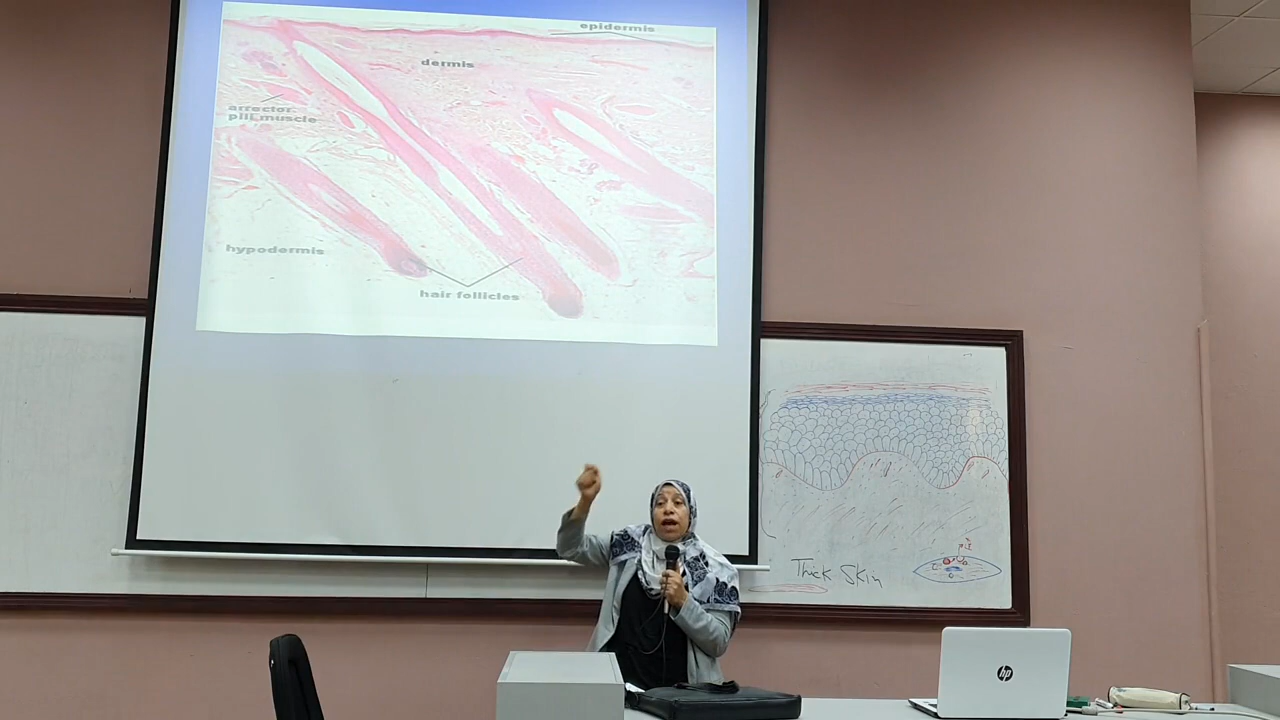 epidermis
dermis
arrector
pili muscle
hypodermis
hair follicles
Thick Skin
hp